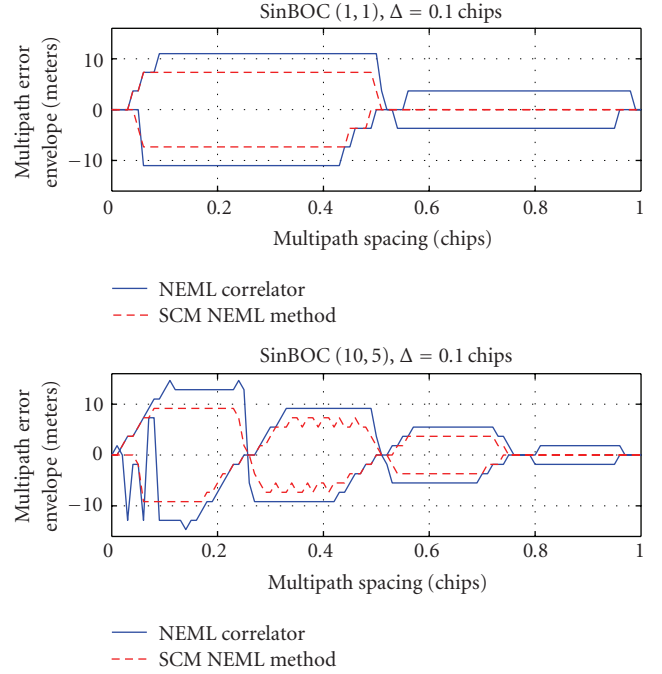 SinBOC (1, 1), Δ = 0.1 chips
Multipath error
envelope (meters)
10
0
−10
0
0.2
0.4
0.6
0.8
1
Multipath spacing (chips)
NEML correlator
SCM NEML method
SinBOC (10, 5), Δ = 0.1 chips
Multipath error
envelope (meters)
10
0
−10
0
0.2
0.4
0.6
0.8
1
Multipath spacing (chips)
NEML correlator
SCM NEML method